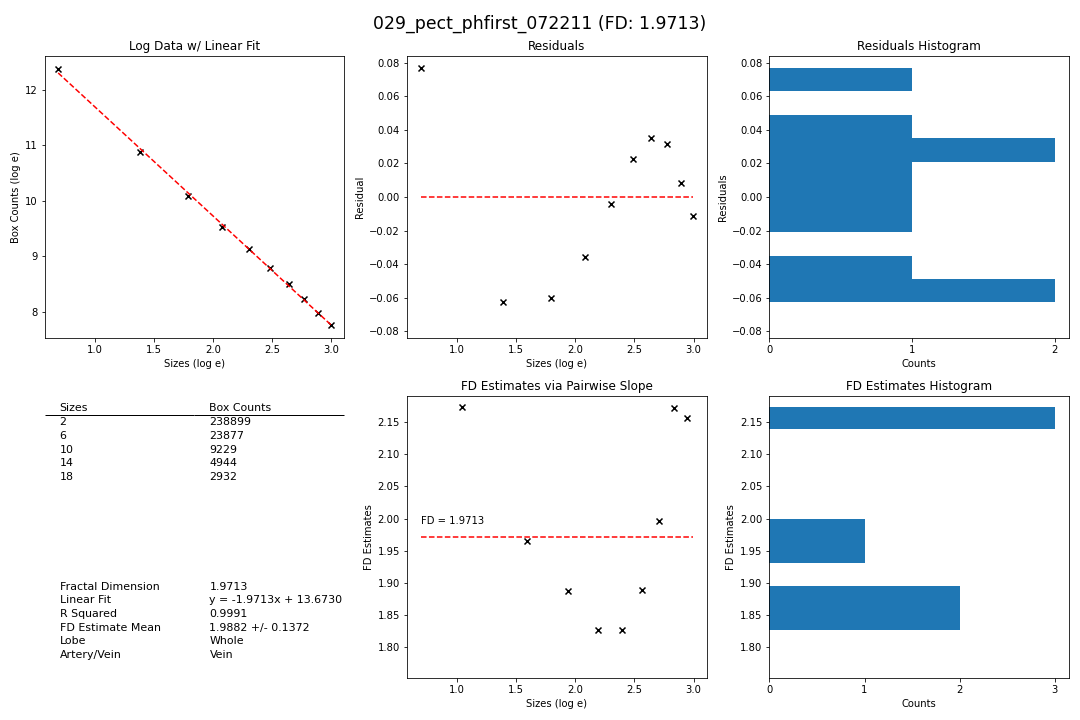 029_pect_phfirst_072211 (FD: 1.9713)
Log Data w/ Linear Fit
12
11
10
9
8
Box Counts (log e)
1.0 1.5 2.0 2.5 3.0
Sizes (log e)
Residuals
0.08
0.06
0.04
0.02
0.00
−0.02
−0.04
−0.06
−0.08
Residual
1.0 1.5 2.0 2.5 3.0
Sizes (log e)
Residuals Histogram
0.08
0.06
0.04
0.02
0.00
−0.02
−0.04
−0.06
−0.08
Residuals
0 1 2
Counts
Sizes Box Counts
2 238899
6 23877
10 9229
14 4944
18 2932
Fractal Dimension 1.9713
Linear Fit y = -1.9713x + 13.6730
R Squared 0.9991
FD Estimate Mean 1.9882 +/- 0.1372
Lobe Whole
Artery/Vein Vein
FD Estimates via Pairwise Slope
2.15
2.10
2.05
2.00
1.95
1.90
1.85
1.80
FD Estimates
FD = 1.9713
1.0 1.5 2.0 2.5 3.0
Sizes (log e)
FD Estimates Histogram
2.15
2.10
2.05
2.00
1.95
1.90
1.85
1.80
FD Estimates
0 1 2 3
Counts